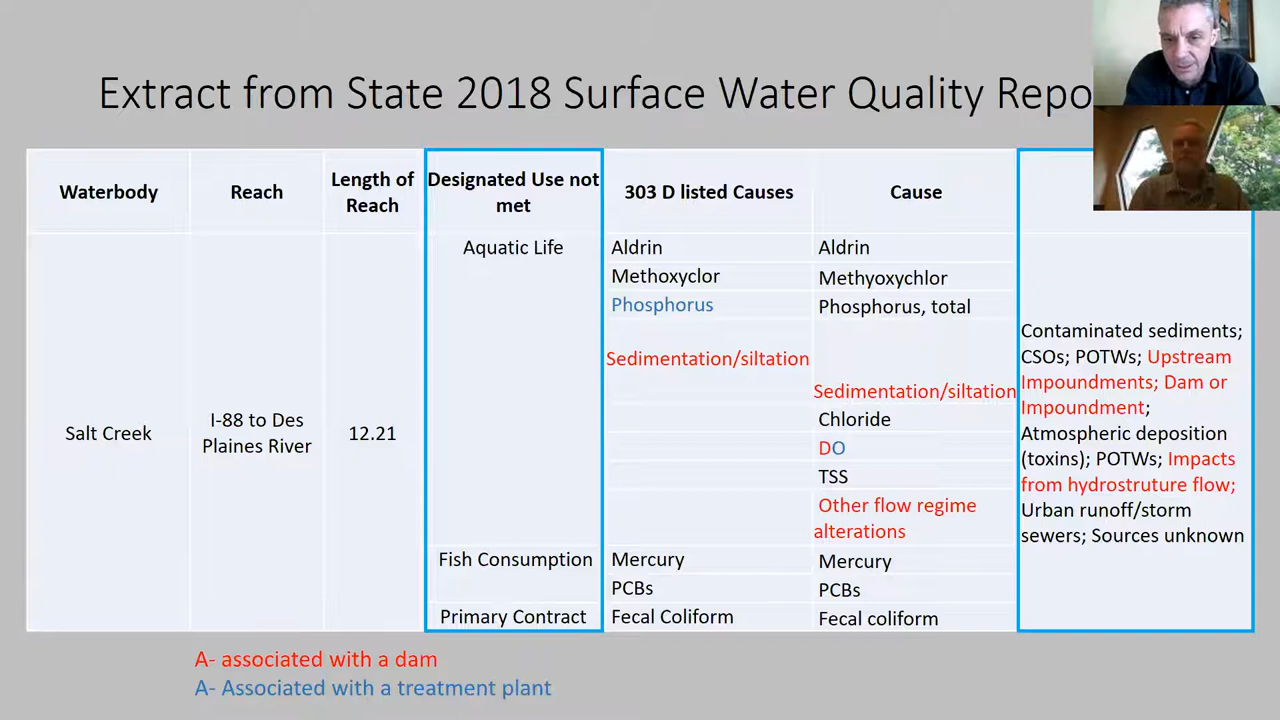 Extract from State 2018 Surface Water Quality Repo
Waterbody
Reach
Length of
Reach
Designated Use not
met
303 D listed Causes
Cause
Salt Creek
I-88 to Des
Plaines River
12.21
Aquatic Life
Aldrin
Aldrin
Methoxyclor
Methyoxychlor
Phosphorus
Phosphorus, total
Sedimentation/siltation
Sedimentation/siltation
Chloride
DO
TSS
Other flow regime
alterations
Fish Consumption
Mercury
Mercury
PCBs
PCBs
Primary Contract
Fecal Coliform
Fecal coliform
Contaminated sediments;
CSOs; POTWs; Upstream
Impoundments; Dam or
Impoundment;
Atmospheric deposition
(toxins); POTWs; Impacts
from hydrostruture flow;
Urban runoff/storm
sewers; Sources unknown
A- associated with a dam
A- Associated with a treatment plant